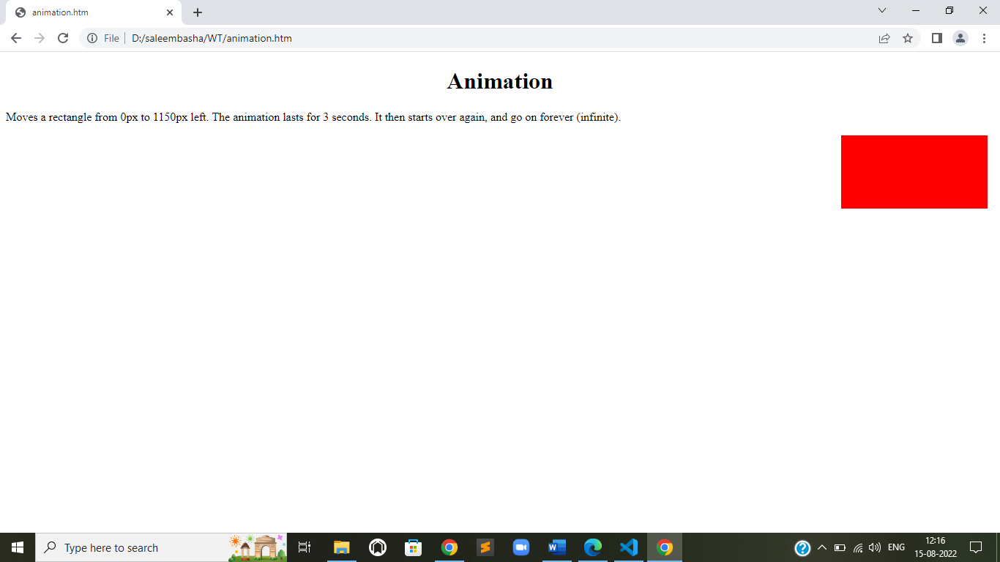 animation.htm
File D:/saleembasha/WT/animation.htm
Animation
Moves a rectangle from 0px to 1150px left. The animation lasts for 3 seconds. It then starts over again, and go on forever (infinite).
Type here to search
ENG
12:16
15-08-2022